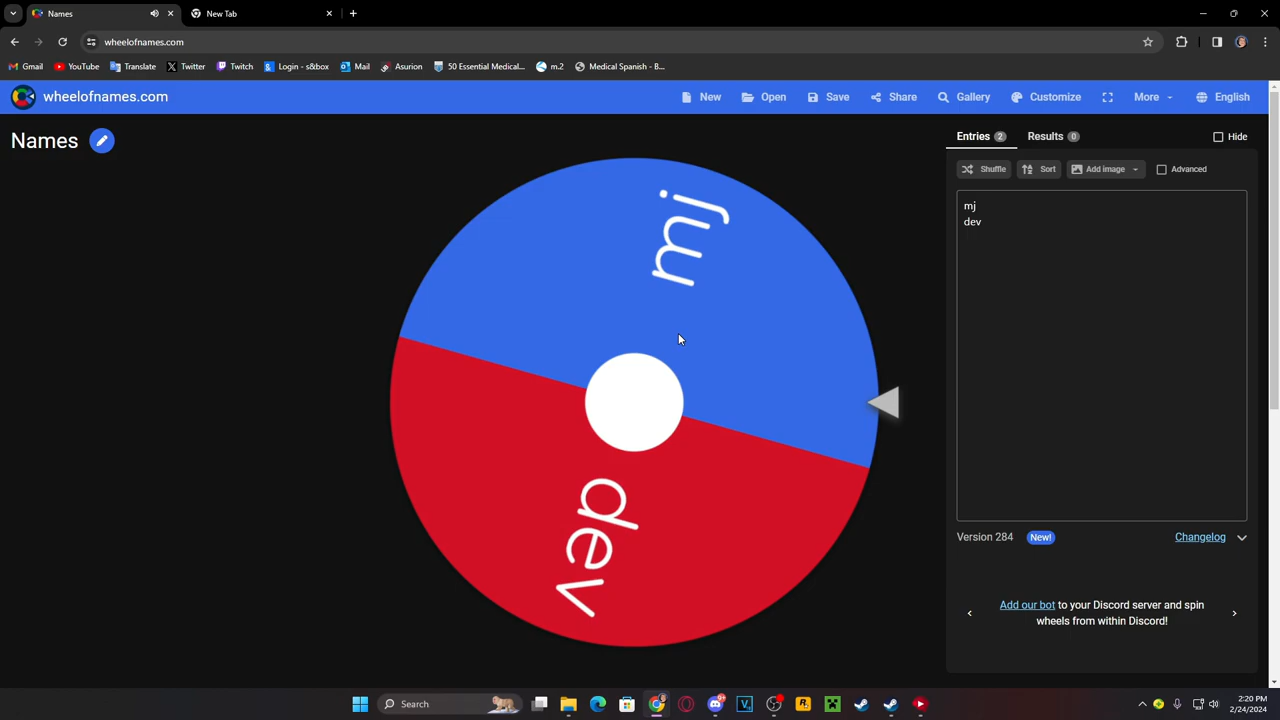 Names
New Tab
wheelofnames.com
Gmail YouTube Translate Twitter Twitch Login - s&box Mail Asurion 50 Essential Medical... m.2 Medical Spanish - B...
wheelofnames.com New Open Save Share Gallery Customize More English
Names
Entries 2 Results 0 Hide
Shuffle Sort Add image Advanced
mj
dev
mj
dev
Version 284 New! Changelog
Add our bot to your Discord server and spin
wheels from within Discord!
Search
2:20 PM
2/24/2024